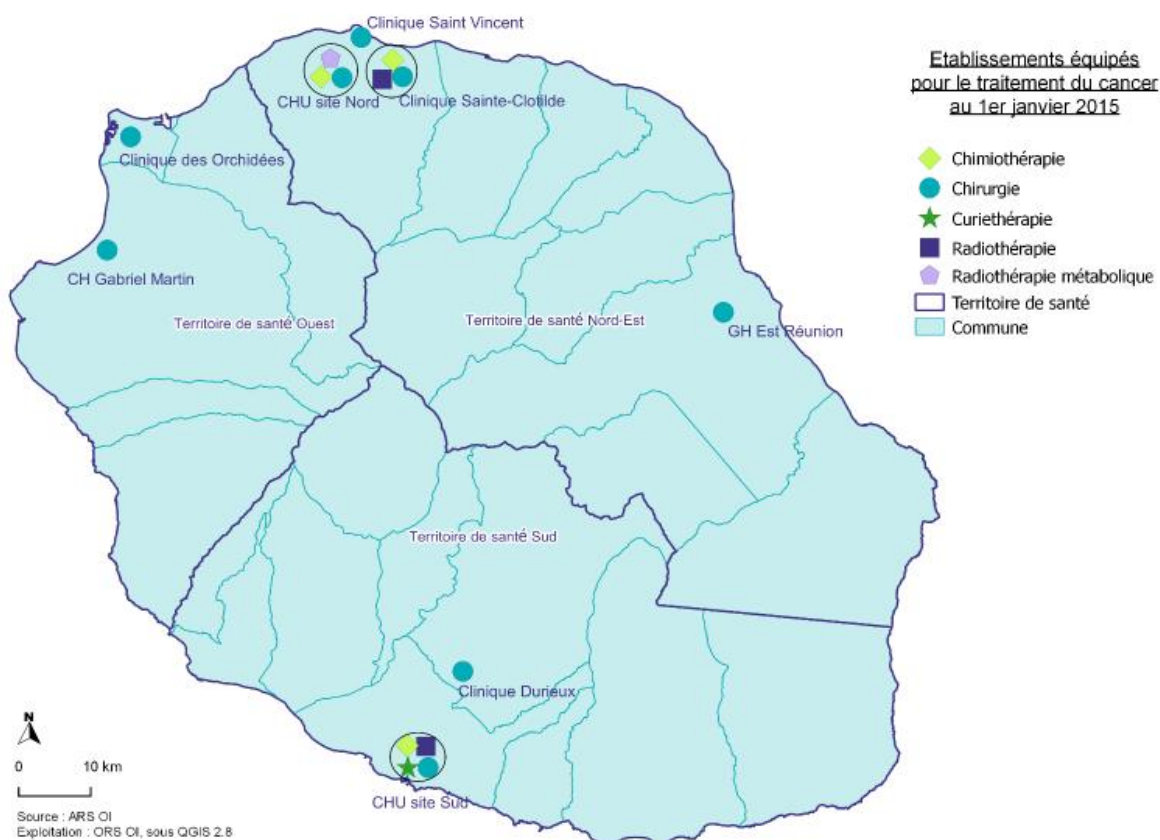 Clinique Saint Vincent
CHU site Nord
Clinique Sainte-Clotilde
Clinique des Orchidées
CH Gabriel Martin
Territoire de santé Ouest
Territoire de santé Nord-Est
GH Est Réunion
Territoire de santé Sud
Clinique Durieux
CHU site Sud
Etablissements équipés
pour le traitement du cancer
au 1er janvier 2015
Chimiothérapie
Chirurgie
Curiethérapie
Radiothérapie
Radiothérapie métabolique
Territoire de santé
Commune
N
0 10 km
Source : ARS OI
Exploitation : ORS OI, sous QGIS 2.8